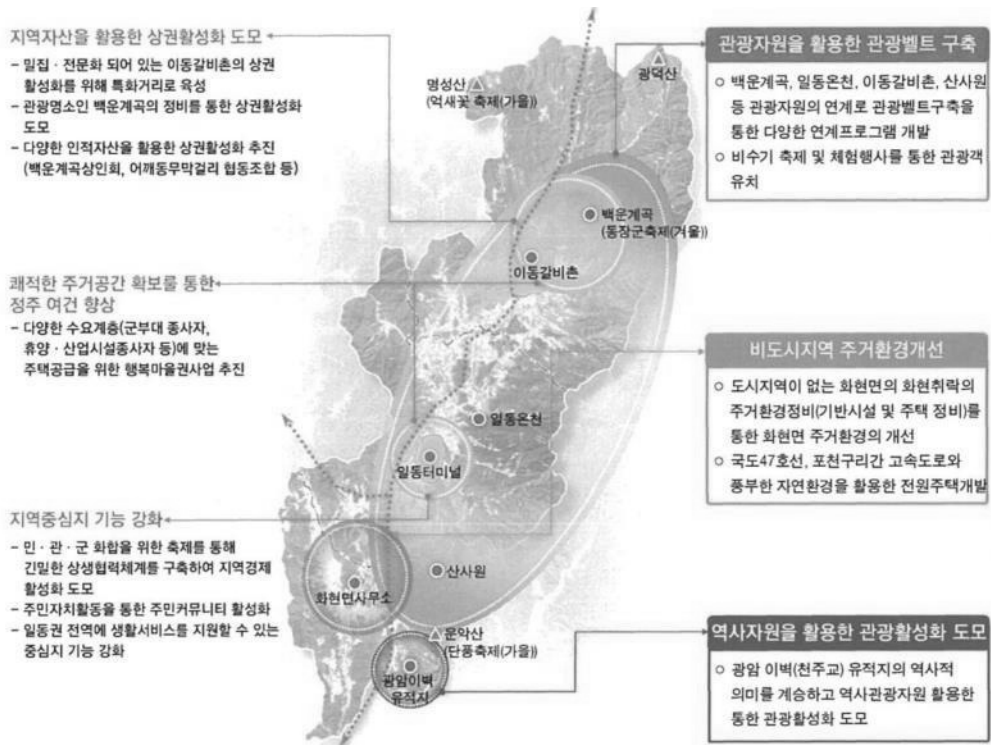 지역자산을 활용한 상권활성화 도모
- 밀집 · 전문화 되어 있는 이동갈비촌의 상권
활성화를 위해 특화거리로 육성
- 관광명소인 백운계곡의 정비를 통한 상권활성화
도모
- 다양한 인적자산을 활용한 상권활성화 추진
(백운계곡상인회, 어깨동무막걸리 협동조합 등)
쾌적한 주거공간 확보를 통한
정주 여건 향상
- 다양한 수요계층(군부대 종사자,
휴양 · 산업시설종사자 등)에 맞는
주택공급을 위한 행복마을권사업 추진
지역중심지 기능 강화
- 민 · 관 · 군 화합을 위한 축제를 통해
긴밀한 상생협력체계를 구축하여 지역경제
활성화 도모
- 주민자치활동을 통한 주민커뮤니티 활성화
- 일동권 전역에 생활서비스를 지원할 수 있는
중심지 기능 강화
명성산
(억새꽃 축제(가을))
광덕산
백운계곡
(동장군축제(겨울))
이동갈비촌
일동온천
일동터미널
산사원
화현면사무소
운악산
(단풍축제(가을))
광암이벽
유적지
관광자원을 활용한 관광벨트 구축
○ 백운계곡, 일동온천, 이동갈비촌, 산사원
등 관광자원의 연계로 관광벨트구축을
통한 다양한 연계프로그램 개발
○ 비수기 축제 및 체험행사를 통한 관광객
유치
비도시지역 주거환경개선
○ 도시지역이 없는 화현면의 화현취락의
주거환경정비(기반시설 및 주택 정비)를
통한 화현면 주거환경의 개선
○ 국도47호선, 포천구리간 고속도로와
풍부한 자연환경을 활용한 전원주택개발
역사자원을 활용한 관광활성화 도모
○ 광암 이벽(천주교) 유적지의 역사적
의미를 계승하고 역사관광자원 활용한
통한 관광활성화 도모